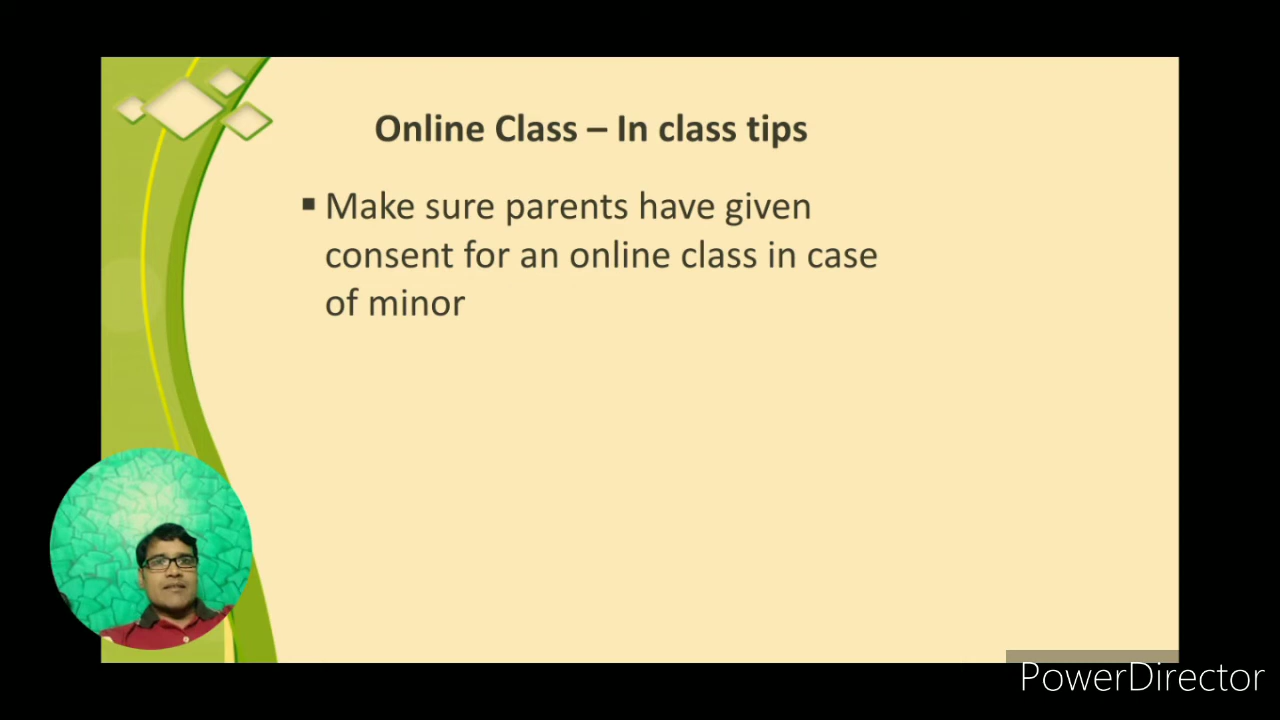 Online Class – In class tips
▪ Make sure parents have given
consent for an online class in case
of minor
PowerDirector